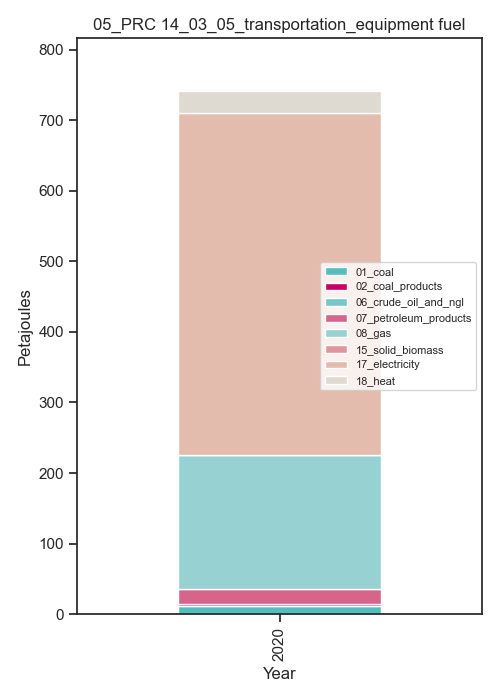 05_PRC 14_03_05_transportation_equipment fuel
800
700
600
500
400
300
200
100
0
Petajoules
01_coal
02_coal_products
06_crude_oil_and_ngl
07_petroleum_products
08_gas
15_solid_biomass
17_electricity
18_heat
2020
Year